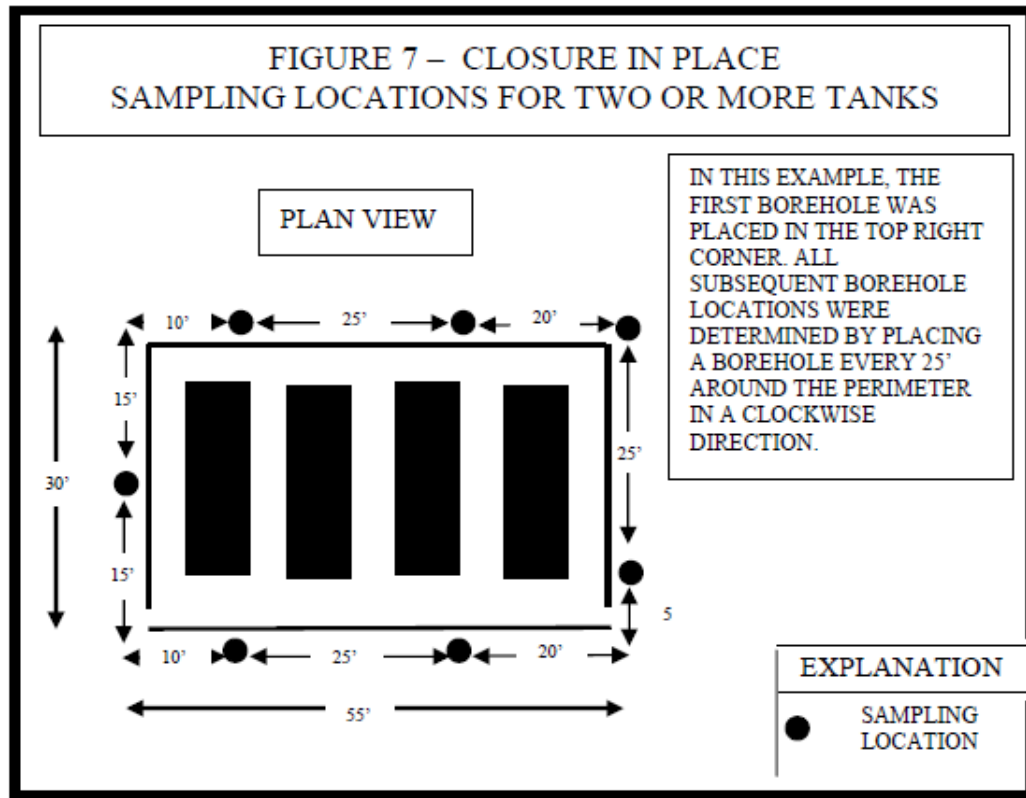 FIGURE 7 – CLOSURE IN PLACE
SAMPLING LOCATIONS FOR TWO OR MORE TANKS
PLAN VIEW
IN THIS EXAMPLE, THE
FIRST BOREHOLE WAS
PLACED IN THE TOP RIGHT
CORNER. ALL
SUBSEQUENT BOREHOLE
LOCATIONS WERE
DETERMINED BY PLACING
A BOREHOLE EVERY 25’
AROUND THE PERIMETER
IN A CLOCKWISE
DIRECTION.
10’
25’
20’
15’
25’
30’
15’
5
10’
25’
20’
55’
EXPLANATION
SAMPLING
LOCATION